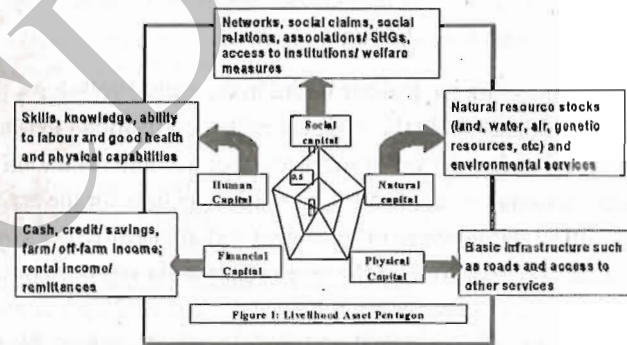 Networks, social claims, social
relations, associations/ SHGs,
access to institutions/ welfare
measures
Skills, knowledge, ability
to labour and good health
and physical capabilities
Social
capital
Natural resource stocks
(land, water, air, genetic
resources, etc) and
environmental services
Human
Capital
0.5
Natural
capital
Cash, credit/ savings,
farm/ off-farm income;
rental income/
remittances
Financial
Capital
Physical
Capital
Basic infrastructure such
as roads and access to
other services
Figure 1: Livelihood Asset Pentagon